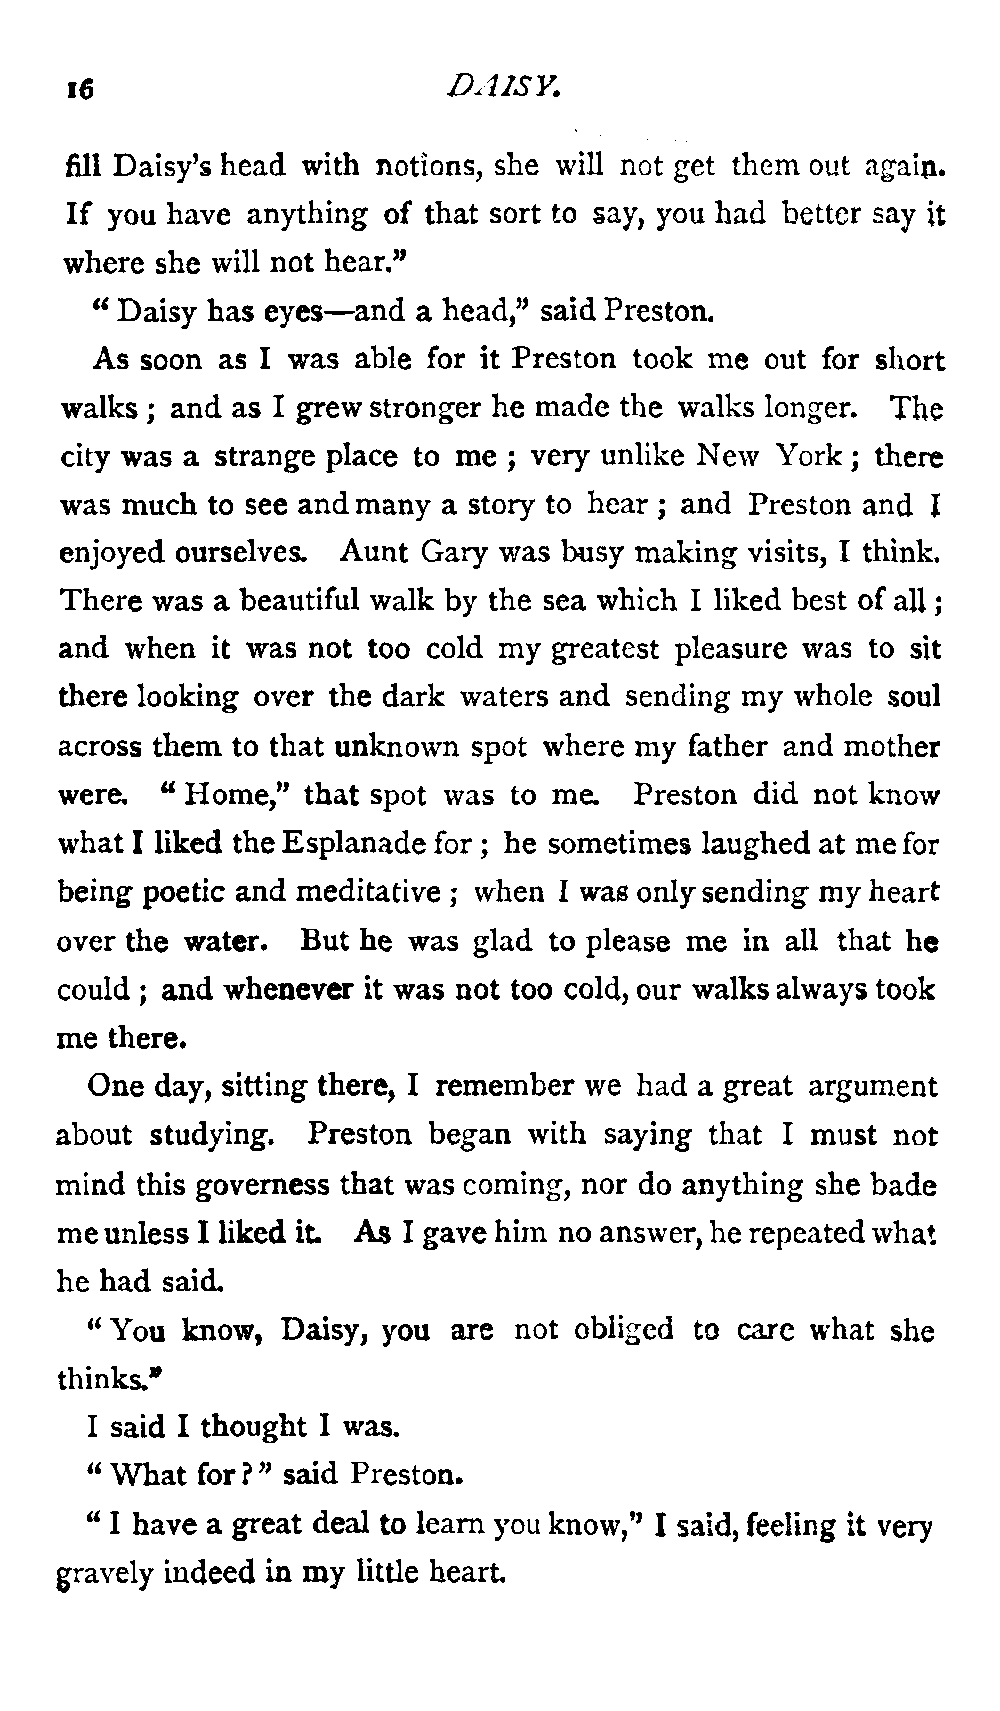 16 DAISY.
fill Daisy's head with notions, she will not get them out again.
If you have anything of that sort to say, you had better say it
where she will not hear."
"Daisy has eyes—and a head," said Preston.
As soon as I was able for it Preston took me out for short
walks; and as I grew stronger he made the walks longer. The
city was a strange place to me; very unlike New York; there
was much to see and many a story to hear; and Preston and I
enjoyed ourselves. Aunt Gary was busy making visits, I think.
There was a beautiful walk by the sea which I liked best of all;
and when it was not too cold my greatest pleasure was to sit
there looking over the dark waters and sending my whole soul
across them to that unknown spot where my father and mother
were. "Home," that spot was to me. Preston did not know
what I liked the Esplanade for; he sometimes laughed at me for
being poetic and meditative; when I was only sending my heart
over the water. But he was glad to please me in all that he
could; and whenever it was not too cold, our walks always took
me there.
One day, sitting there, I remember we had a great argument
about studying. Preston began with saying that I must not
mind this governess that was coming, nor do anything she bade
me unless I liked it. As I gave him no answer, he repeated what
he had said.
"You know, Daisy, you are not obliged to care what she
thinks."
I said I thought I was.
"What for?" said Preston.
"I have a great deal to learn you know," I said, feeling it very
gravely indeed in my little heart.